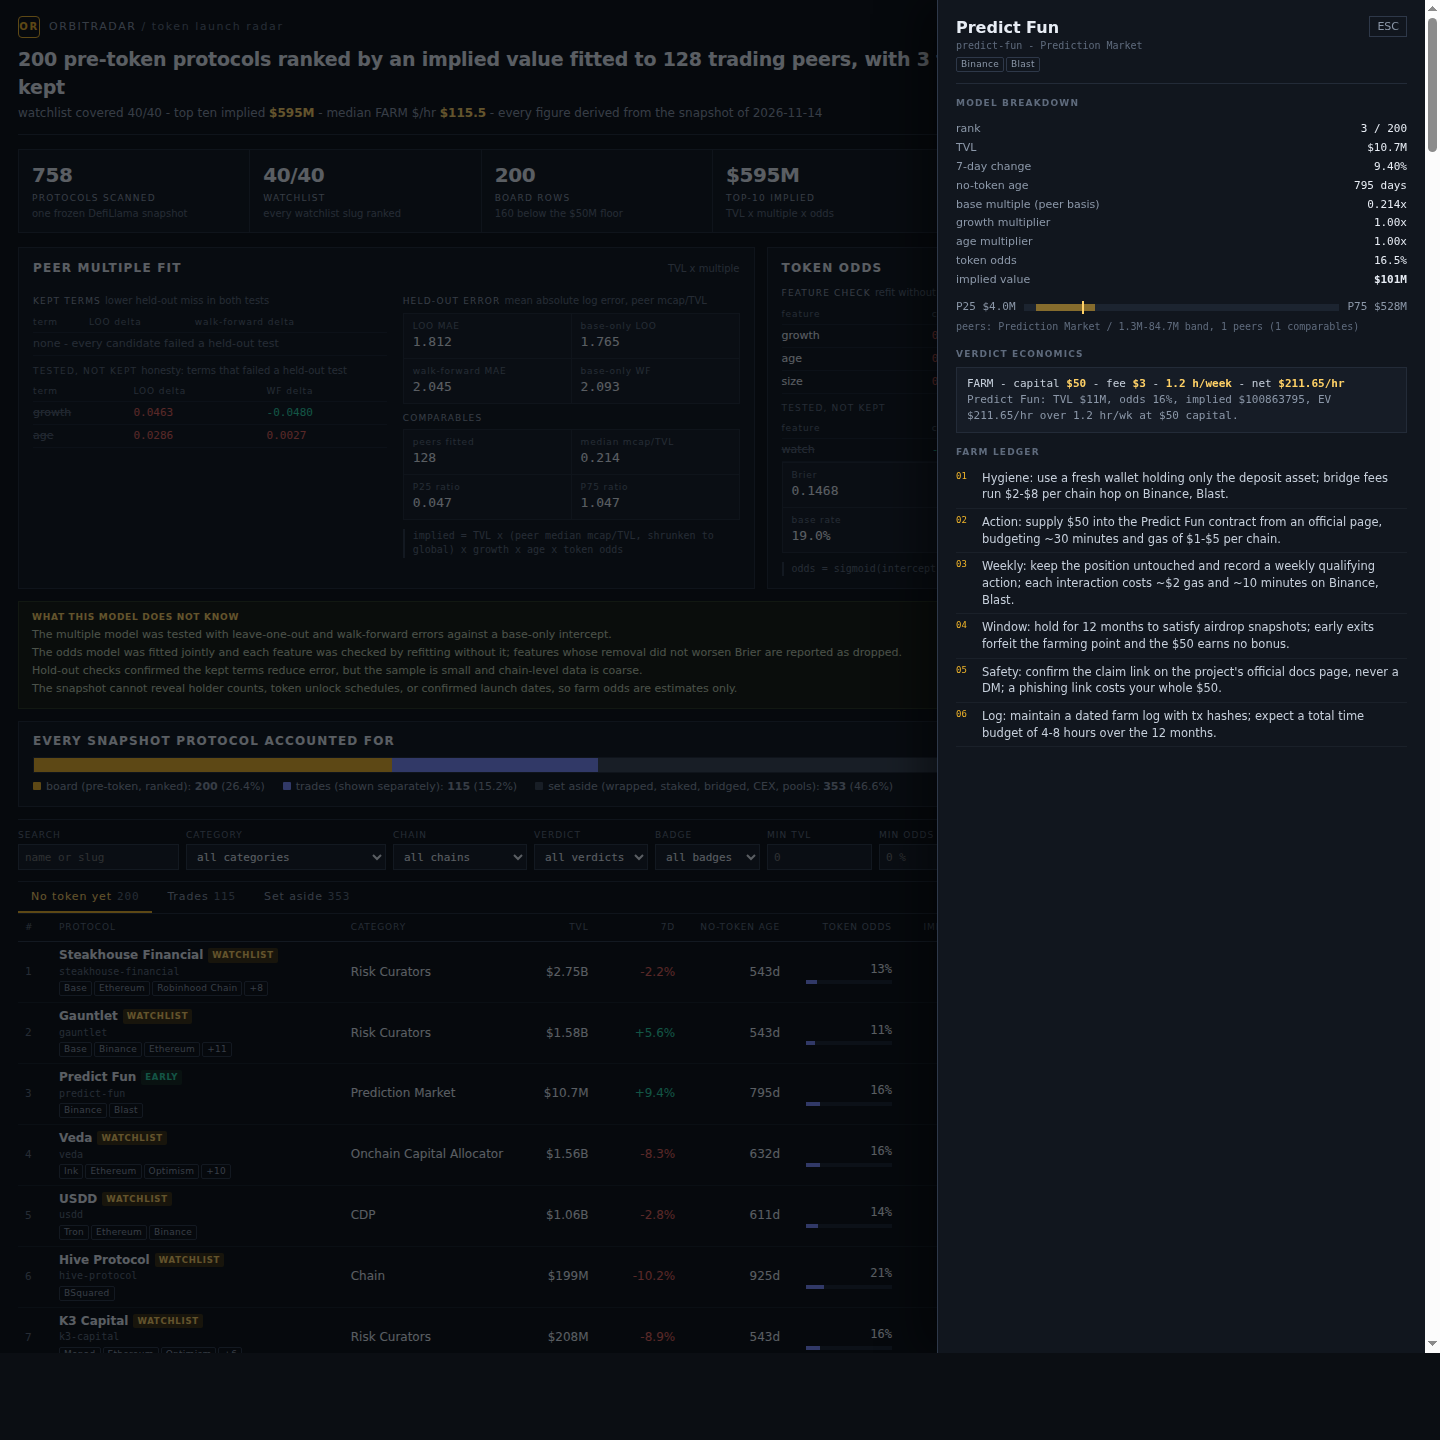 OR ORBITRADAR / token launch radar
200 pre-token protocols ranked by an implied value fitted to 128 trading peers, with 3
kept
watchlist covered 40/40 - top ten implied $595M - median FARM $/hr $115.5 - every figure derived from the snapshot of 2026-11-14
758
PROTOCOLS SCANNED
one frozen DefiLlama snapshot
40/40
WATCHLIST
every watchlist slug ranked
200
BOARD ROWS
160 below the $50M floor
$595M
TOP-10 IMPLIED
TVL x multiple x odds
PEER MULTIPLE FIT
TVL x multiple
KEPT TERMS lower held-out miss in both tests
term LOO delta walk-forward delta
none - every candidate failed a held-out test
TESTED, NOT KEPT honesty: terms that failed a held-out test
term LOO delta WF delta
growth 0.0463 -0.0480
age 0.0286 0.0027
HELD-OUT ERROR mean absolute log error, peer mcap/TVL
LOO MAE
1.812
base-only LOO
1.765
walk-forward MAE
2.045
base-only WF
2.093
COMPARABLES
peers fitted
128
median mcap/TVL
0.214
P25 ratio
0.047
P75 ratio
1.047
implied = TVL x (peer median mcap/TVL, shrunken to
global) x growth x age x token odds
TOKEN ODDS
FEATURE CHECK refit without
feature
growth
age
size
TESTED, NOT KEPT
feature
watch
Brier
0.1468
base rate
19.0%
odds = sigmoid(intercept
WHAT THIS MODEL DOES NOT KNOW
The multiple model was tested with leave-one-out and walk-forward errors against a base-only intercept.
The odds model was fitted jointly and each feature was checked by refitting without it; features whose removal did not worsen Brier are reported as dropped.
Hold-out checks confirmed the kept terms reduce error, but the sample is small and chain-level data is coarse.
The snapshot cannot reveal holder counts, token unlock schedules, or confirmed launch dates, so farm odds are estimates only.
EVERY SNAPSHOT PROTOCOL ACCOUNTED FOR
board (pre-token, ranked): 200 (26.4%) trades (shown separately): 115 (15.2%) set aside (wrapped, staked, bridged, CEX, pools): 353 (46.6%)
SEARCH CATEGORY CHAIN VERDICT BADGE MIN TVL MIN ODDS
name or slug all categories all chains all verdicts all badges 0 0 %
No token yet 200 Trades 115 Set aside 353
# PROTOCOL CATEGORY TVL 7D NO-TOKEN AGE TOKEN ODDS
1 Steakhouse Financial WATCHLIST
steakhouse-financial
Base Ethereum Robinhood Chain +8
Risk Curators $2.75B -2.2% 543d 13%
2 Gauntlet WATCHLIST
gauntlet
Base Binance Ethereum +11
Risk Curators $1.58B +5.6% 543d 11%
3 Predict Fun EARLY
predict-fun
Binance Blast
Prediction Market $10.7M +9.4% 795d 16%
4 Veda WATCHLIST
veda
Ink Ethereum Optimism +10
Onchain Capital Allocator $1.56B -8.3% 632d 16%
5 USDD WATCHLIST
usdd
Tron Ethereum Binance
CDP $1.06B -2.8% 611d 14%
6 Hive Protocol WATCHLIST
hive-protocol
BSquared
Chain $199M -10.2% 925d 21%
7 K3 Capital WATCHLIST
k3-capital
Monad Ethereum Optimism +6
Risk Curators $208M -8.9% 543d 16%
Predict Fun
ESC
predict-fun - Prediction Market
Binance Blast
MODEL BREAKDOWN
rank 3 / 200
TVL $10.7M
7-day change 9.40%
no-token age 795 days
base multiple (peer basis) 0.214x
growth multiplier 1.00x
age multiplier 1.00x
token odds 16.5%
implied value $101M
P25 $4.0M P75 $528M
peers: Prediction Market / 1.3M-84.7M band, 1 peers (1 comparables)
VERDICT ECONOMICS
FARM - capital $50 - fee $3 - 1.2 h/week - net $211.65/hr
Predict Fun: TVL $11M, odds 16%, implied $100863795, EV
$211.65/hr over 1.2 hr/wk at $50 capital.
FARM LEDGER
01 Hygiene: use a fresh wallet holding only the deposit asset; bridge fees
run $2-$8 per chain hop on Binance, Blast.
02 Action: supply $50 into the Predict Fun contract from an official page,
budgeting ~30 minutes and gas of $1-$5 per chain.
03 Weekly: keep the position untouched and record a weekly qualifying
action; each interaction costs ~$2 gas and ~10 minutes on Binance,
Blast.
04 Window: hold for 12 months to satisfy airdrop snapshots; early exits
forfeit the farming point and the $50 earns no bonus.
05 Safety: confirm the claim link on the project's official docs page, never a
DM; a phishing link costs your whole $50.
06 Log: maintain a dated farm log with tx hashes; expect a total time
budget of 4-8 hours over the 12 months.